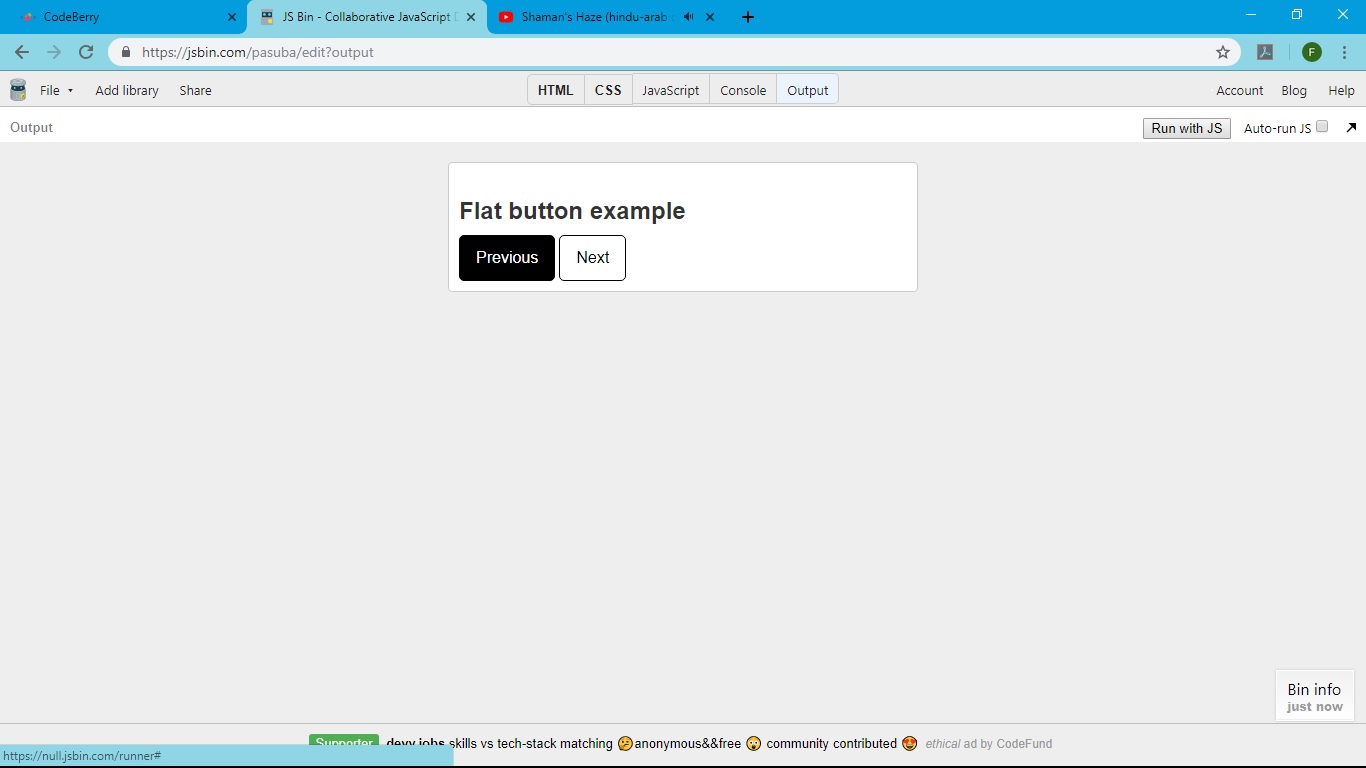 CodeBerry
JS Bin - Collaborative JavaScript
Shaman's Haze (hindu-arab
https://jsbin.com/pasuba/edit?output
F
File
Add library
Share
HTML
CSS
JavaScript
Console
Output
Account
Blog
Help
Output
Run with JS
Auto-run JS
Flat button example
Previous
Next
Bin info
just now
Supporter
devv jobs skills vs tech-stack matching 😕anonymous&&free 😮 community contributed 😍 ethical ad by CodeFund
https://null.jsbin.com/runner#